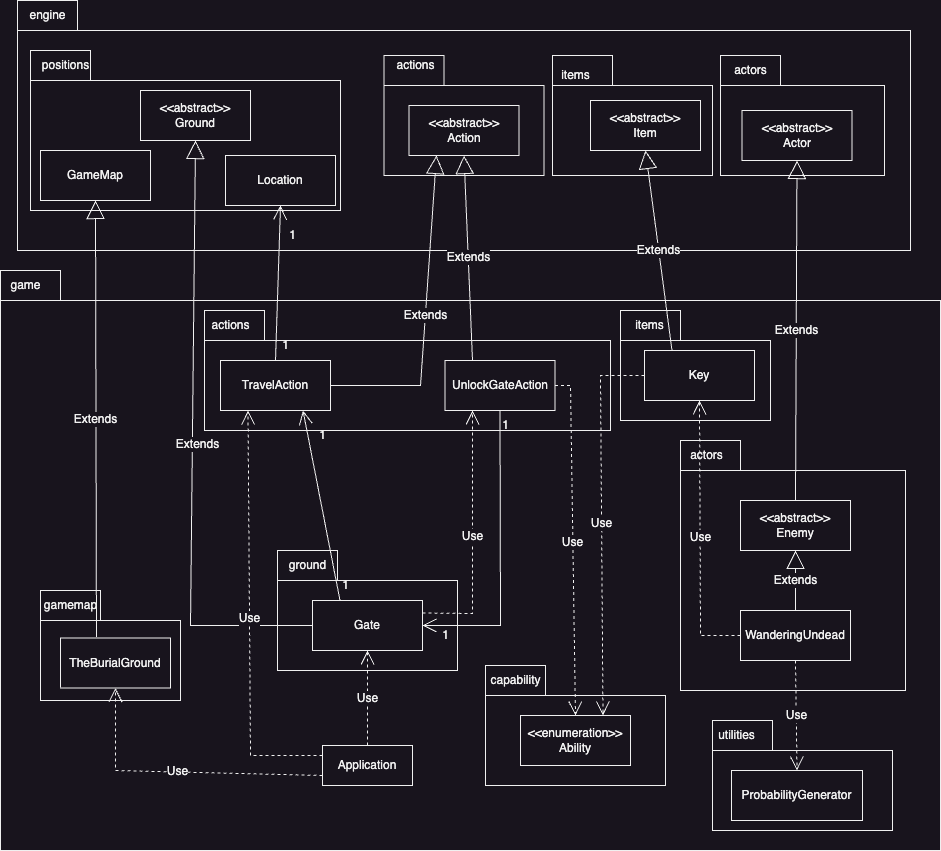 engine
positions
<<abstract>>
Ground
GameMap
Location
actions
<<abstract>>
Action
items
<<abstract>>
Item
actors
<<abstract>>
Actor
1
Extends
Extends
game
actions
Extends
items
Extends
1
TravelAction
UnlockGateAction
Key
Extends
Extends
1
1
actors
Use
Use
Use
Use
<<abstract>>
Enemy
Extends
ground
1
Gate
1
WanderingUndead
gamemap
TheBurialGround
Use
Use
capability
<<enumeration>>
Ability
Use
Application
Use
utilities
ProbabilityGenerator